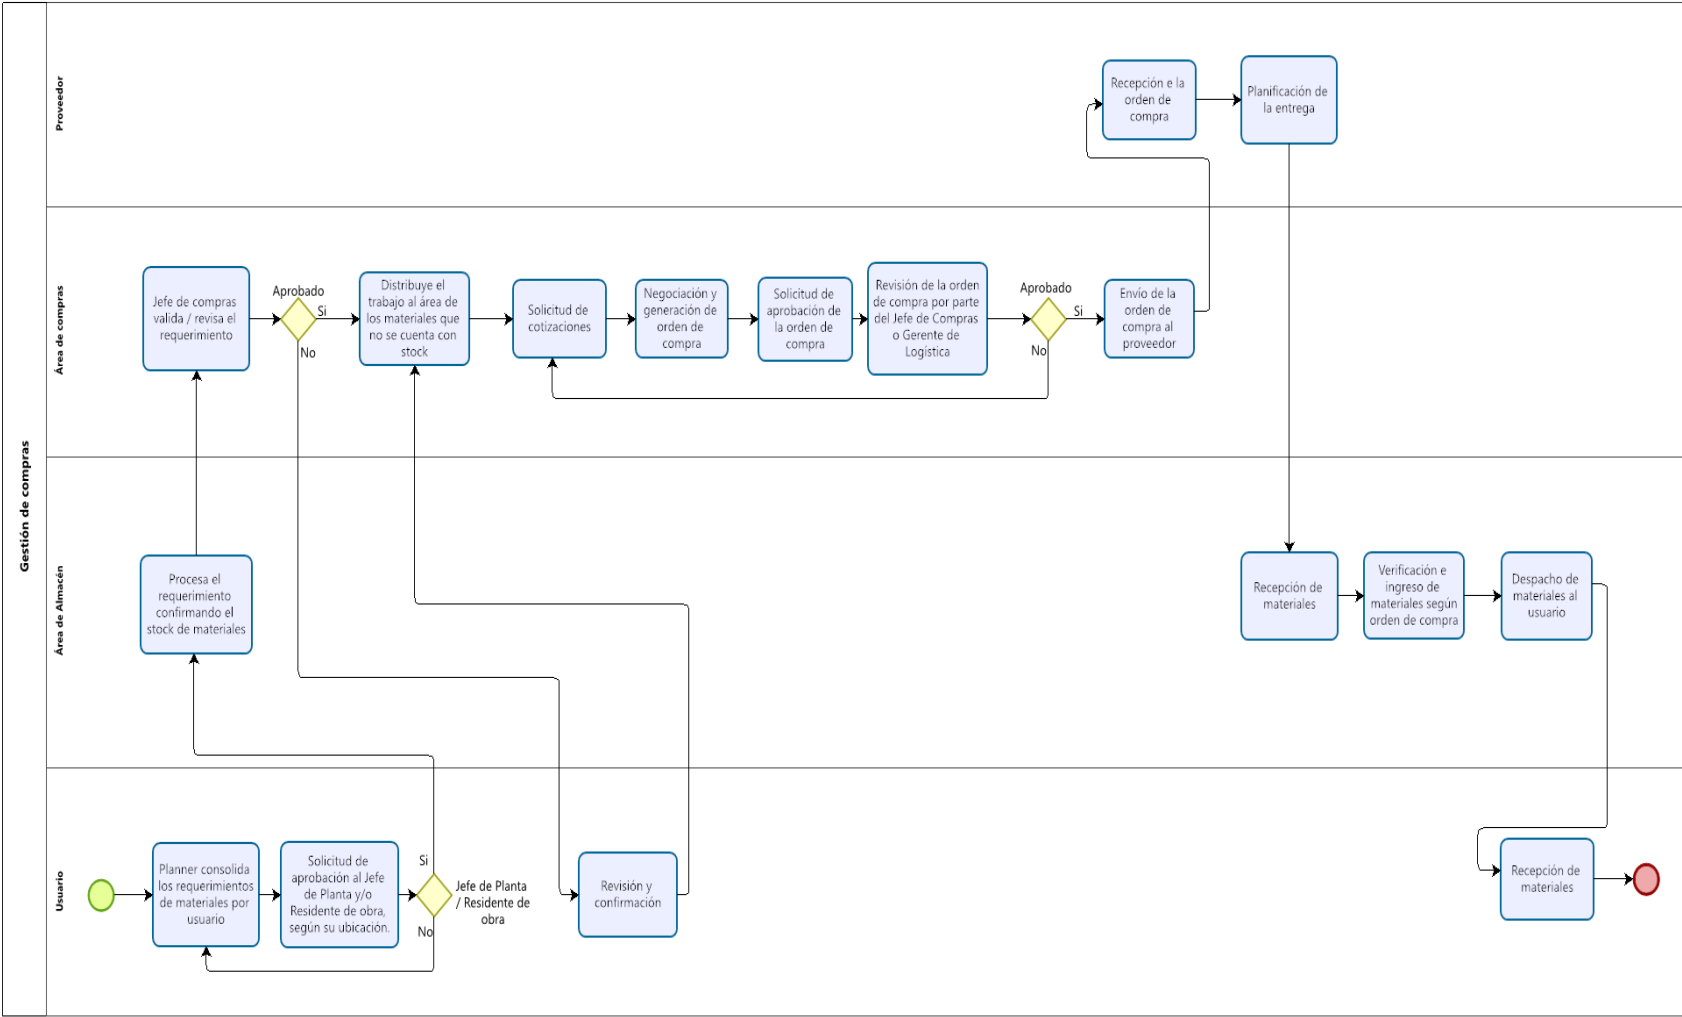 Gestión de compras
Proveedor
Recepción e la
orden de
compra
Planificación de
la entrega
Área de compras
Jefe de compras
valida / revisa el
requerimiento
Aprobado
Si
No
Distribuye el
trabajo al área de
los materiales que
no se cuenta con
stock
Solicitud de
cotizaciones
Negociación y
generación de
orden de
compra
Solicitud de
aprobación de
la orden de
compra
Revisión de la orden
de compra por parte
del Jefe de Compras
o Gerente de
Logística
Aprobado
Si
No
Envío de la
orden de
compra al
proveedor
Área de Almacén
Procesa el
requerimiento
confirmando el
stock de materiales
Recepción de
materiales
Verificación e
ingreso de
materiales según
orden de compra
Despacho de
materiales al
usuario
Usuario
Planner consolida
los requerimientos
de materiales por
usuario
Solicitud de
aprobación al Jefe
de Planta y/o
Residente de obra,
según su ubicación.
Si
Jefe de Planta
/ Residente de
obra
No
Revisión y
confirmación
Recepción de
materiales